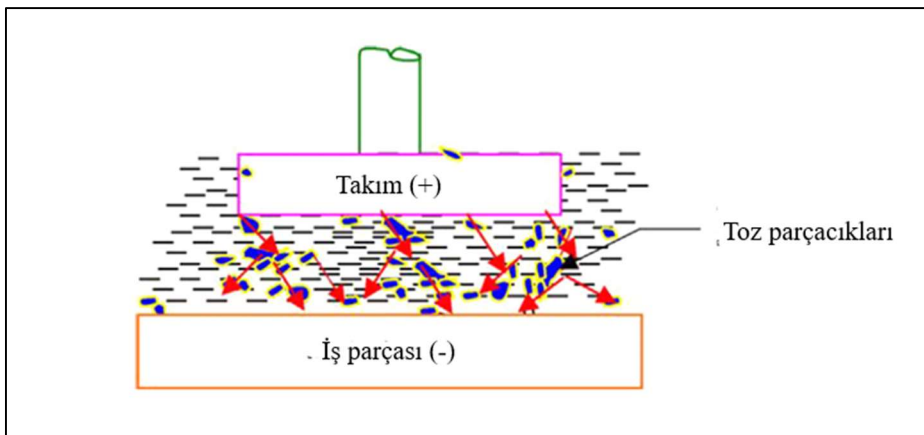 Takım (+)
Toz parçacıkları
İş parçası (-)